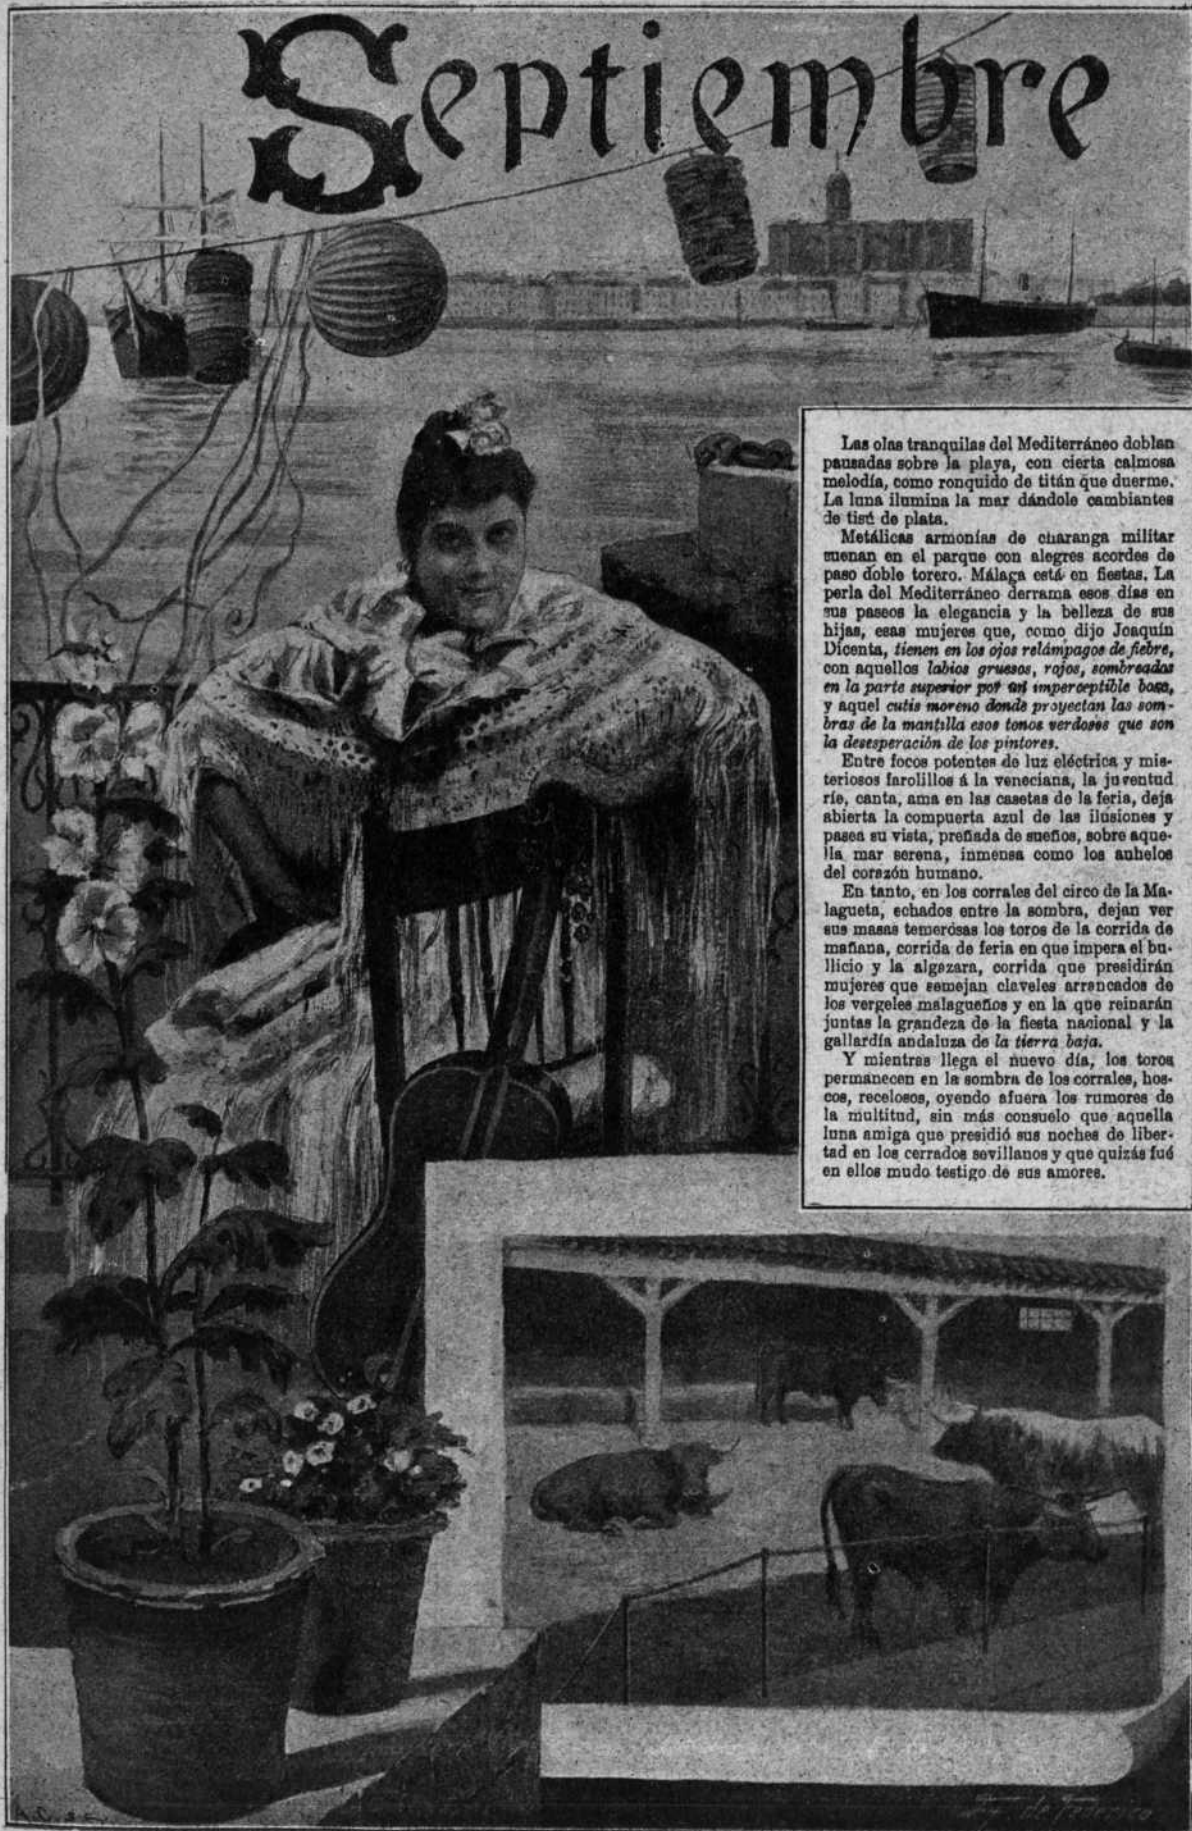 Septiembre
Las olas tranquilas del Mediterráneo doblan
pausadas sobre la playa, con cierta calmosa
melodía, como ronquido de titán que duerme.
La luna ilumina la mar dándole cambiantes
de tisú de plata.
Metálicas armonías de charanga militar
suenan en el parque con alegres acordes de
paso doble torero. Málaga está en fiestas. La
perla del Mediterráneo derrama esos días en
sus paseos la elegancia y la belleza de sus
hijas, esas mujeres que, como dijo Joaquín
Dicenta, tienen en los ojos relámpagos de fiebre,
con aquellos labios gruesos, rojos, sombreados
en la parte superior por un imperceptible bozo,
y aquel cutis moreno donde proyectan las som-
bras de la mantilla esos tonos verdosos que son
la desesperación de los pintores.
Entre focos potentes de luz eléctrica y mis-
teriosos farolillos á la veneciana, la juventud
ríe, canta, ama en las casetas de la feria, deja
abierta la compuerta azul de las ilusiones y
pasea su vista, preñada de sueños, sobre aque-
lla mar serena, inmensa como los anhelos
del corazón humano.
En tanto, en los corrales del circo de la Ma-
lagueta, echados entre la sombra, dejan ver
sus masas temerosas los toros de la corrida de
mañana, corrida de feria en que impera el bu-
llicio y la algazara, corrida que presidirán
mujeres que semejan claveles arrancados de
los vergeles malagueños y en la que reinarán
juntas la grandeza de la fiesta nacional y la
gallardía andaluza de la tierra baja.
Y mientras llega el nuevo día, los toros
permanecen en la sombra de los corrales, hos-
cos, recelosos, oyendo afuera los rumores de
la multitud, sin más consuelo que aquella
luna amiga que presidió sus noches de liber-
tad en los cerrados sevillanos y que quizás fué
en ellos mudo testigo de sus amores.